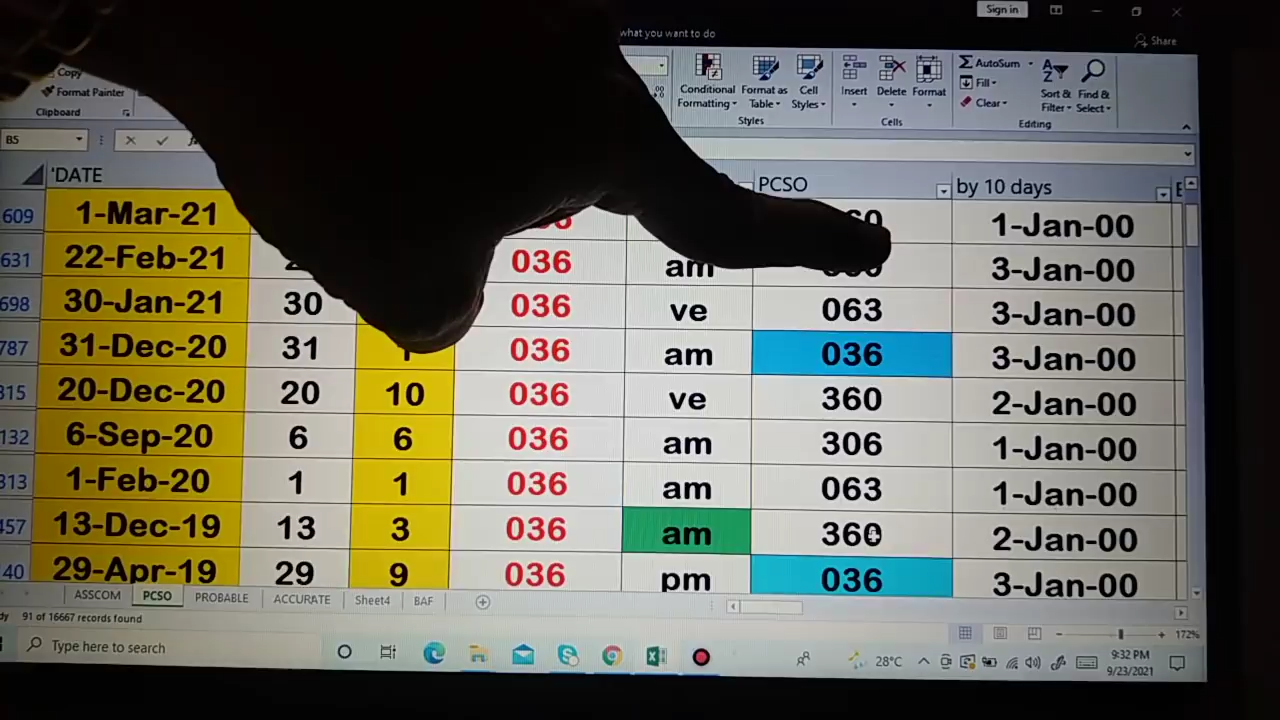 Sign in
what you want to do
Share
Copy
Format Painter
Clipboard
Conditional Formatting
Format as Table
Cell Styles
Styles
Insert
Delete
Format
Cells
AutoSum
Fill
Clear
Sort & Filter
Find & Select
Editing
B5
'DATE PCSO by 10 days
609 1-Mar-21 1-Jan-00
631 22-Feb-21 036 am 3-Jan-00
698 30-Jan-21 30 036 ve 063 3-Jan-00
787 31-Dec-20 31 036 am 036 3-Jan-00
315 20-Dec-20 20 10 036 ve 360 2-Jan-00
132 6-Sep-20 6 6 036 am 306 1-Jan-00
313 1-Feb-20 1 1 036 am 063 1-Jan-00
457 13-Dec-19 13 3 036 am 360 2-Jan-00
40 29-Apr-19 29 9 036 pm 036 3-Jan-00
ASSCOM PCSO PROBABLE ACCURATE Sheet4 BAF
91 of 16667 records found
172%
Type here to search
28°C
9:32 PM
9/23/2021